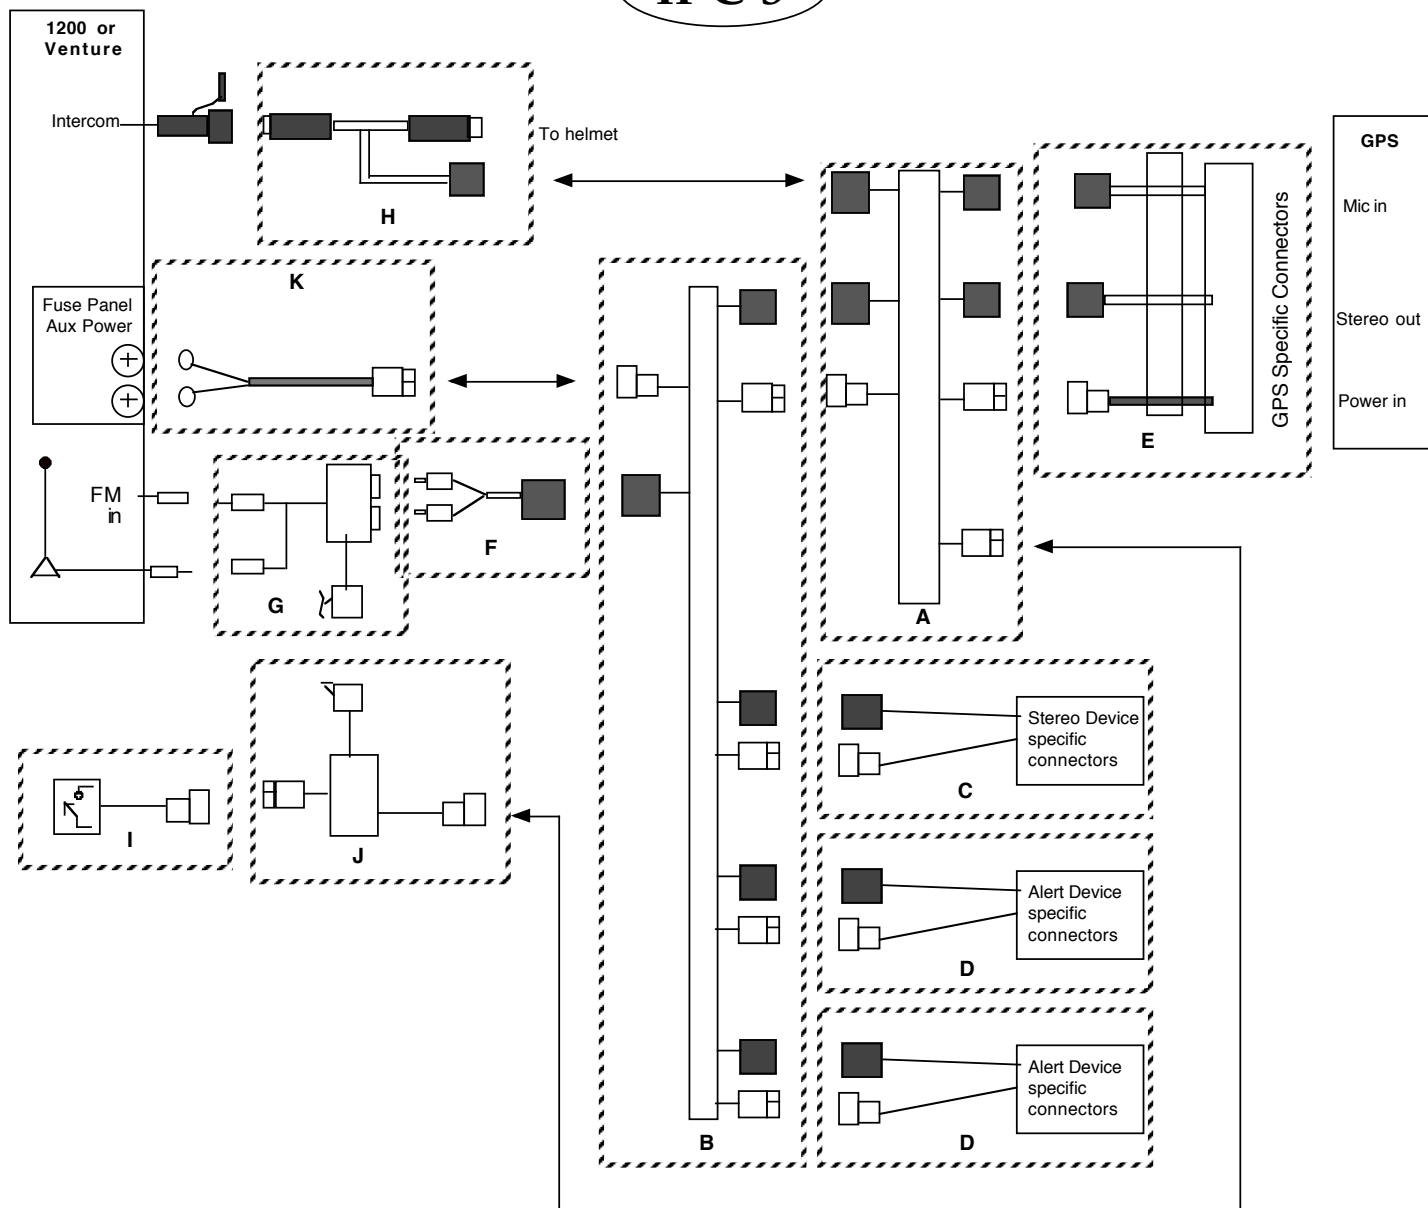 1200 or
Venture
Intercom
To helmet
H
GPS
Mic in
Stereo out
Power in
GPS Specific Connectors
E
K
Fuse Panel
Aux Power
FM
in
F
G
A
J
I
Stereo Device
specific
connectors
C
Alert Device
specific
connectors
D
Alert Device
specific
connectors
D
B